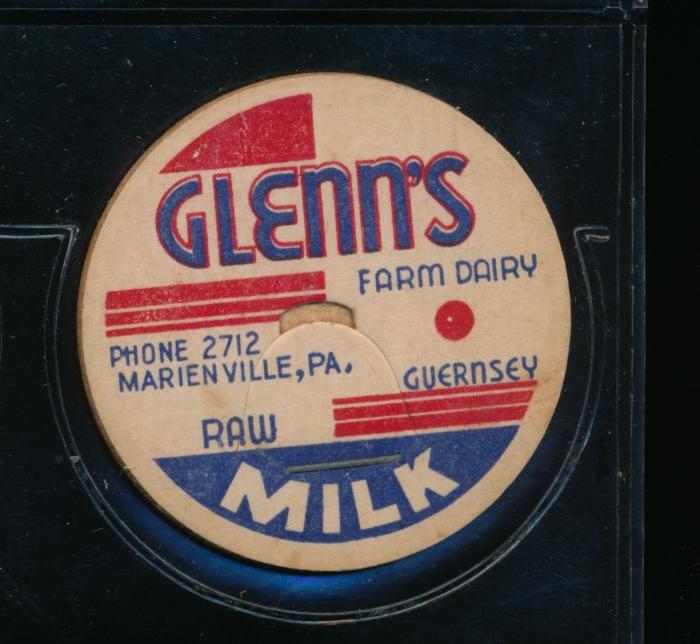 GLENN'S
FARM DAIRY
PHONE 2712
MARIENVILLE, PA.
GUERNSEY
RAW
MILK